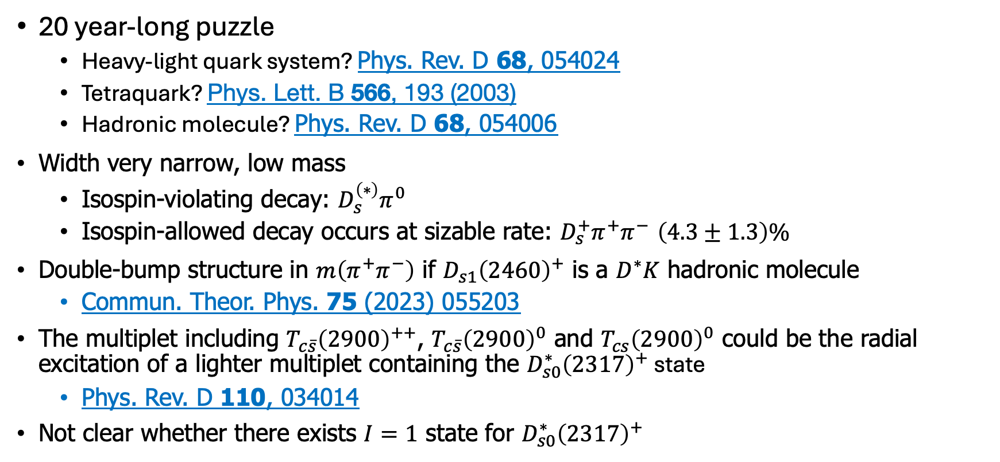 • 20 year-long puzzle
• Heavy-light quark system? Phys. Rev. D 68, 054024
• Tetraquark? Phys. Lett. B 566, 193 (2003)
• Hadronic molecule? Phys. Rev. D 68, 054006
• Width very narrow, low mass
• Isospin-violating decay: $D_s^{(*)}\pi^0$
• Isospin-allowed decay occurs at sizable rate: $D_s^+\pi^+\pi^-$ (4.3 ± 1.3)%
• Double-bump structure in $m(\pi^+\pi^-)$ if $D_{s1}(2460)^+$ is a $D^*K$ hadronic molecule
• Commun. Theor. Phys. 75 (2023) 055203
• The multiplet including $T_{c\bar{s}}(2900)^{++}$, $T_{c\bar{s}}(2900)^0$ and $T_{cs}(2900)^0$ could be the radial
excitation of a lighter multiplet containing the $D_{s0}^*(2317)^+$ state
• Phys. Rev. D 110, 034014
• Not clear whether there exists $I = 1$ state for $D_{s0}^*(2317)^+$